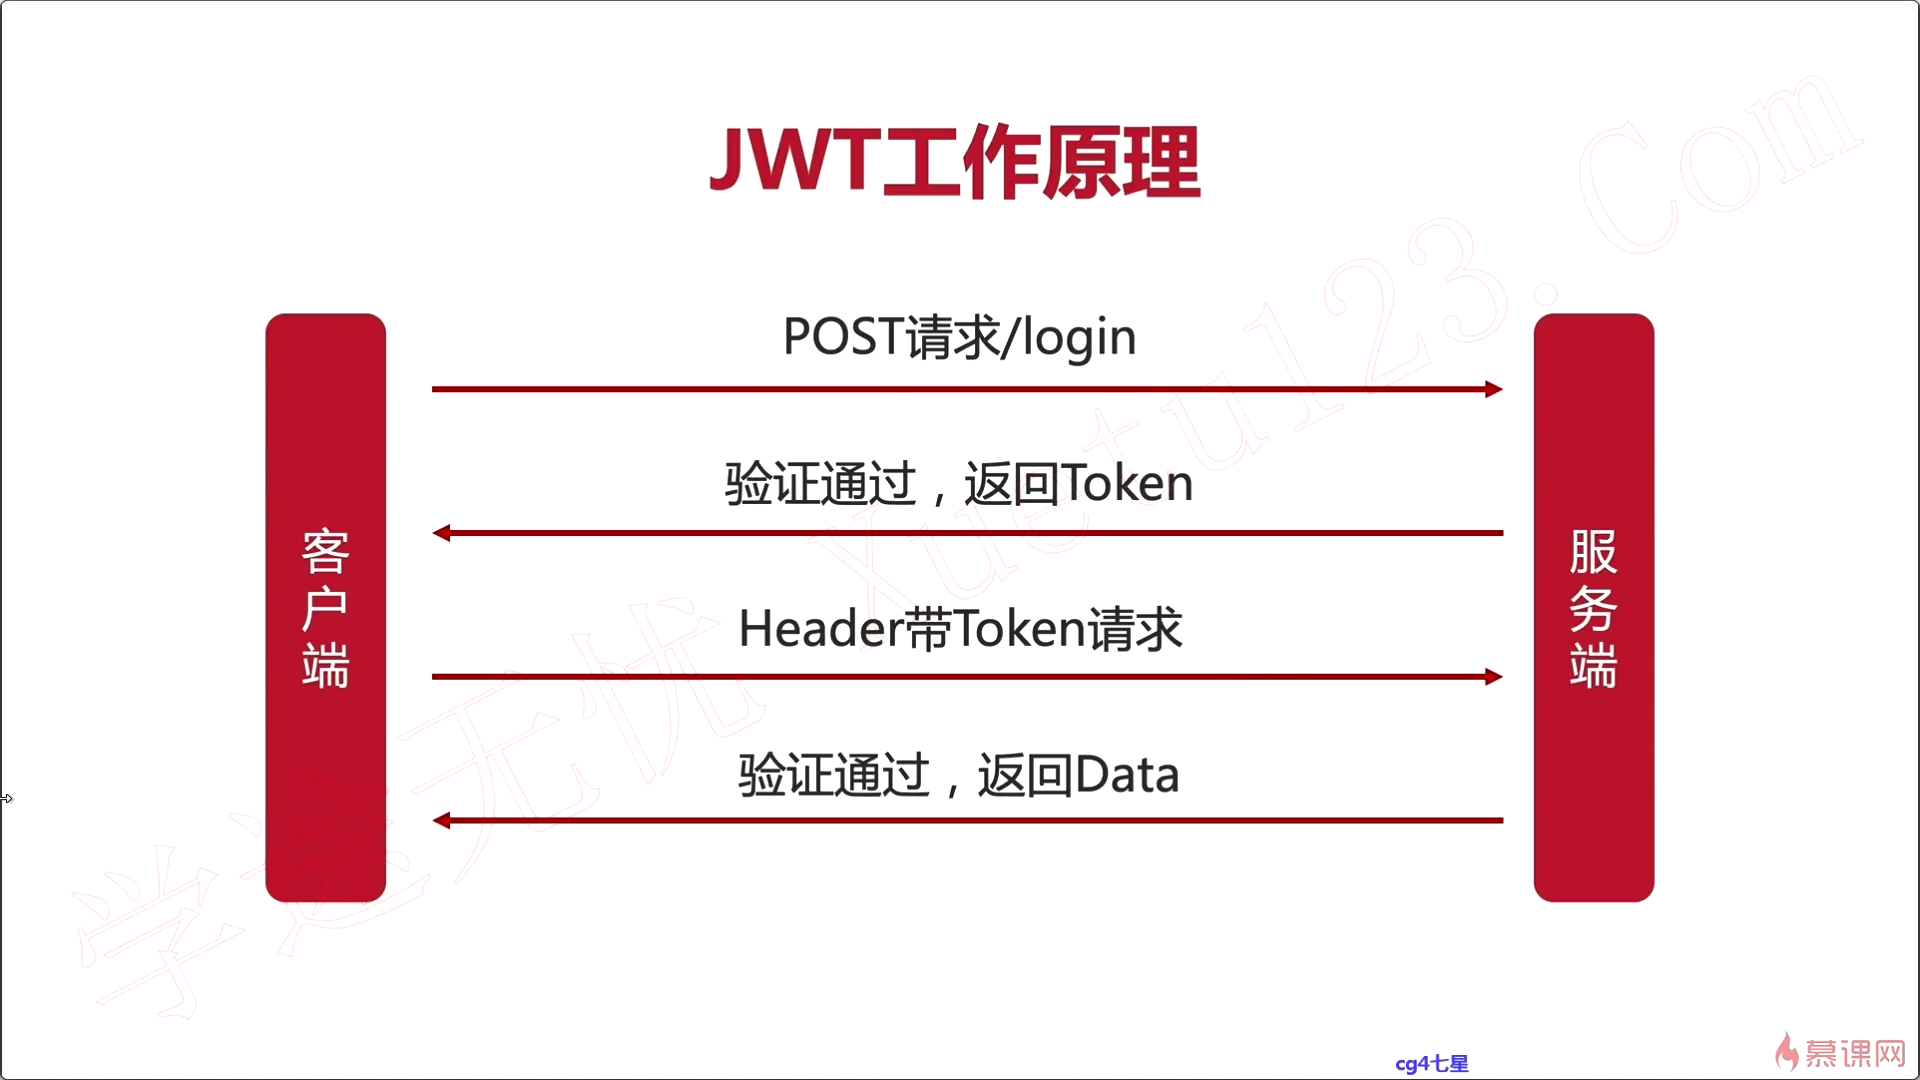 JWT工作原理
POST请求/login
验证通过，返回Token
Header带Token请求
验证通过，返回Data
客户端
服务端
学途无忧 Xuetu123.Com
cg4七星
慕课网